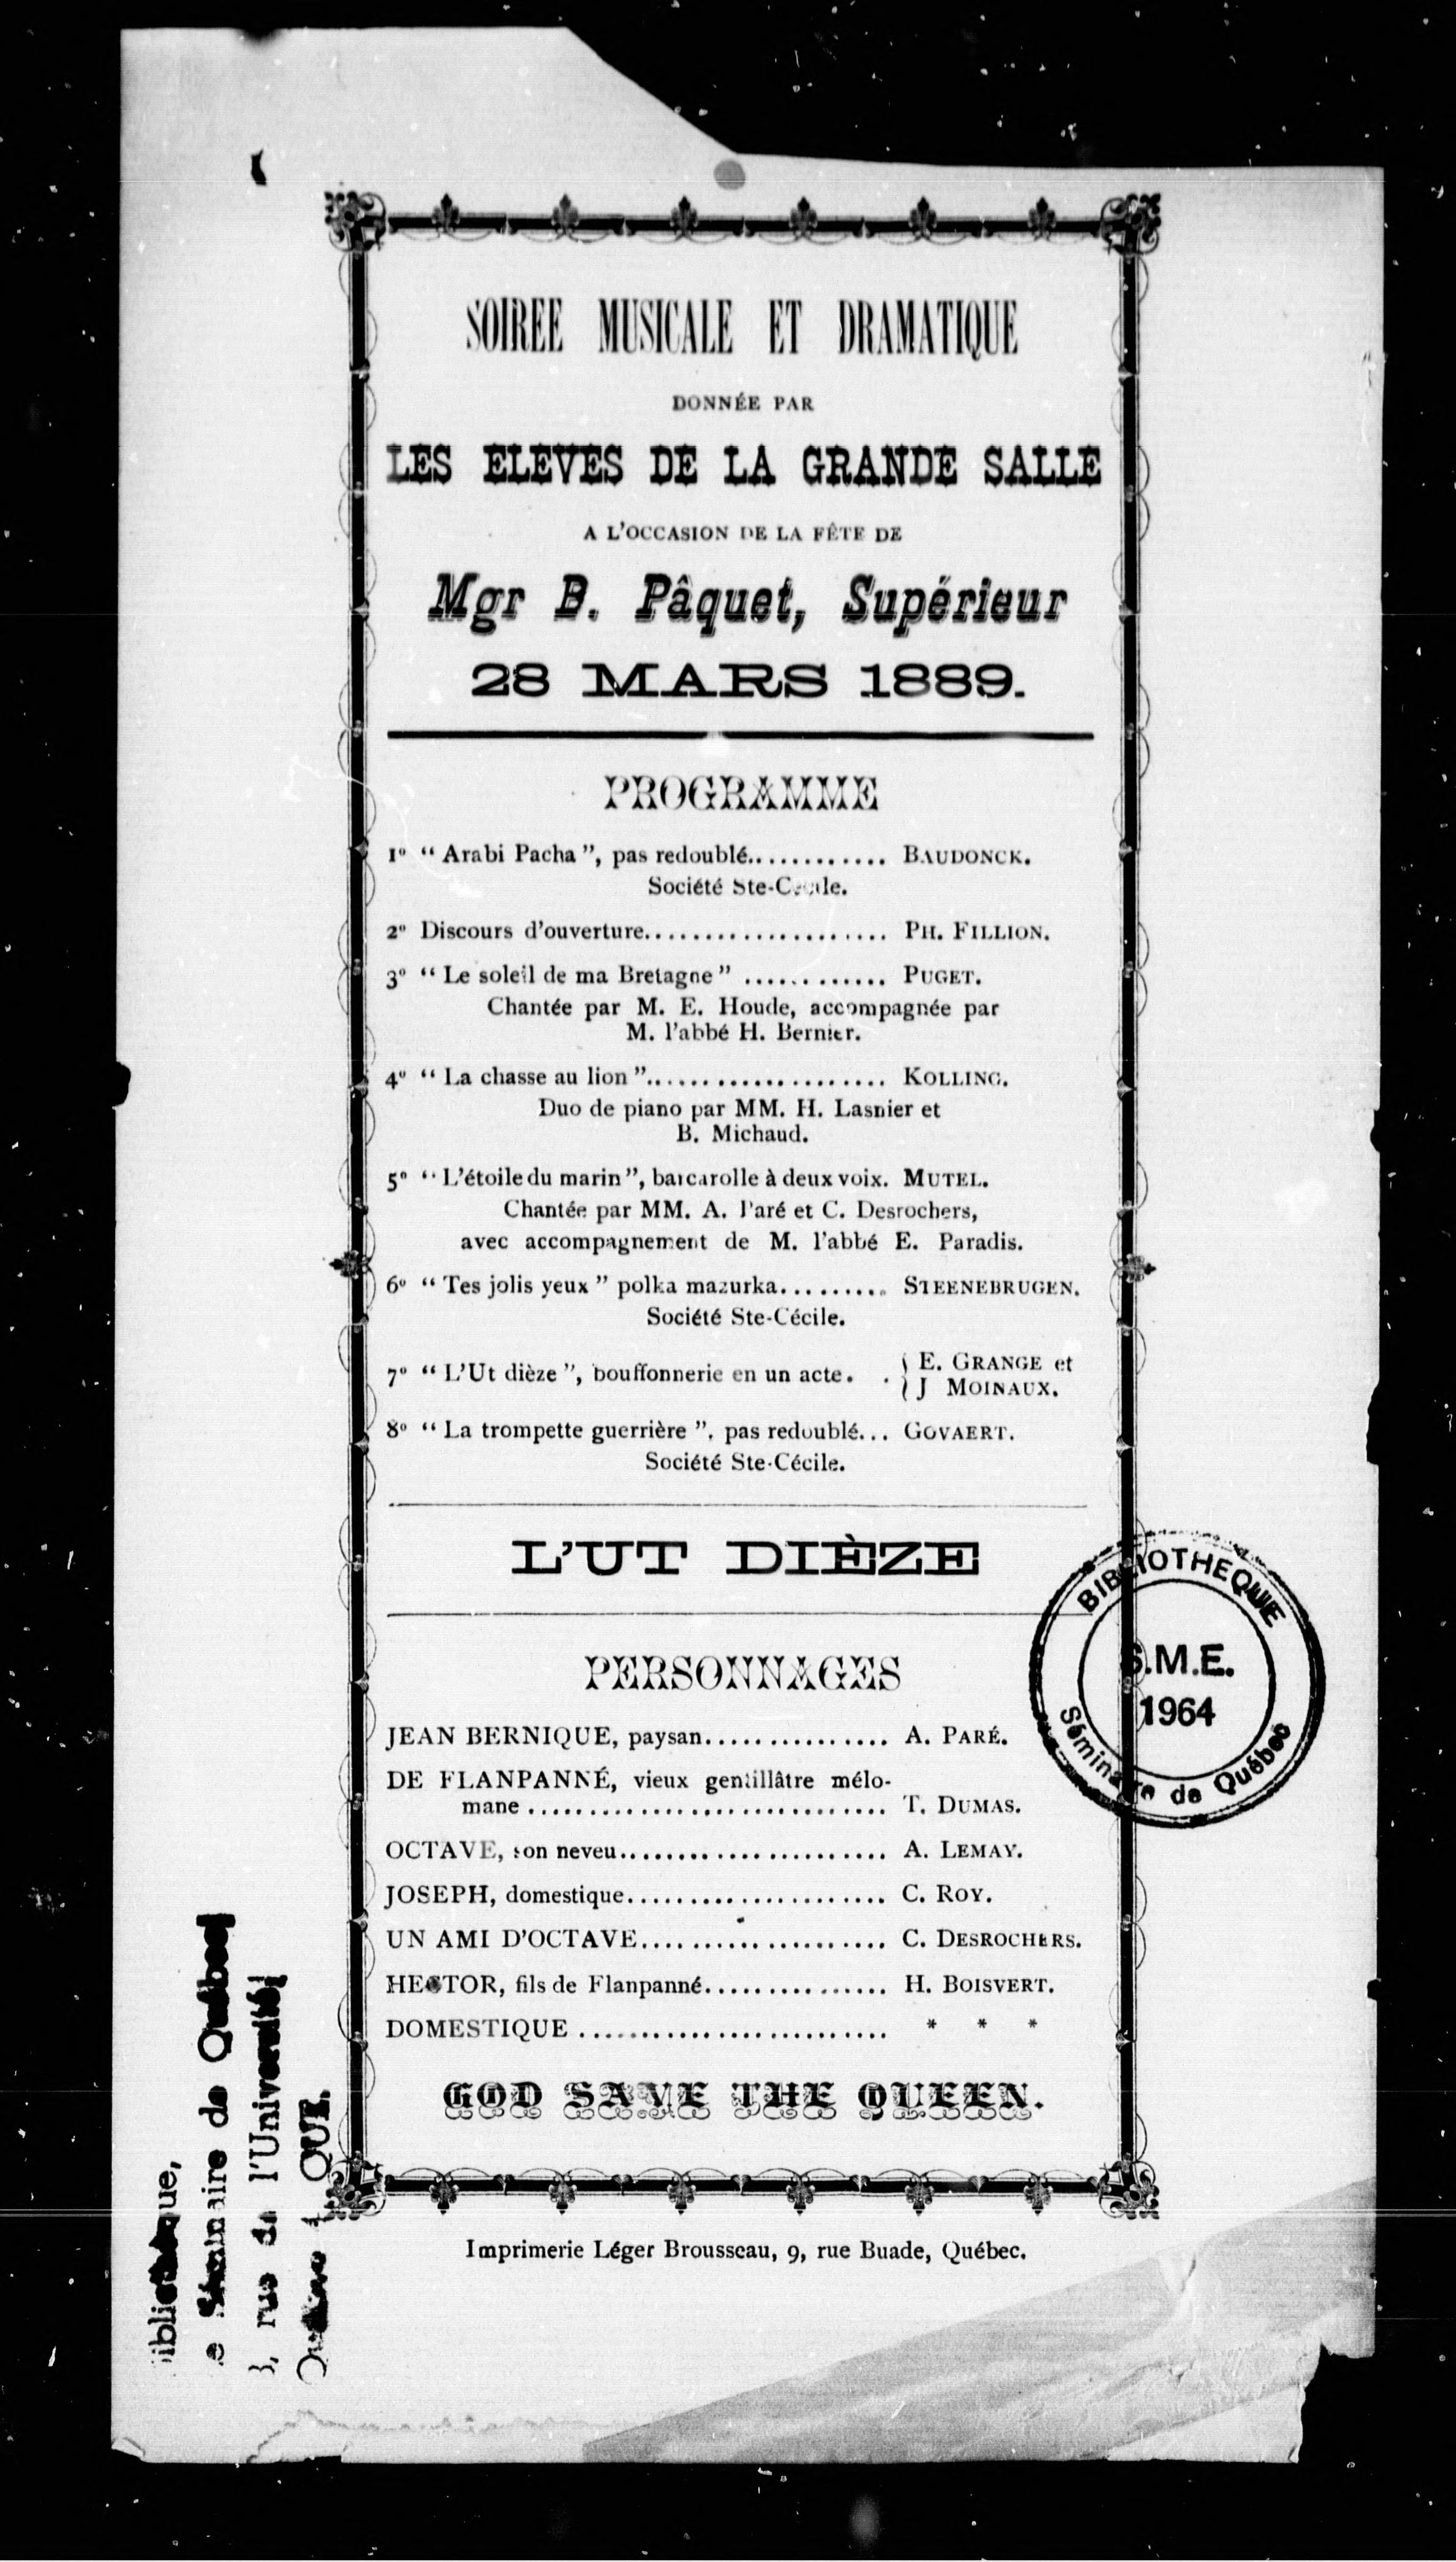 SOIREE MUSICALE ET DRAMATIQUE
DONNÉE PAR
LES ELEVES DE LA GRANDE SALLE
A L'OCCASION DE LA FÊTE DE
Mgr B. Pâquet, Supérieur
28 MARS 1889.
PROGRAMME
1º “ Arabi Pacha ”, pas redoublé............ BAUDONCK.
Société Ste-Cécile.
2º Discours d'ouverture.................... PH. FILLION.
3º “ Le soleil de ma Bretagne ” ............ PUGET.
Chantée par M. E. Houde, accompagnée par
M. l'abbé H. Bernier.
4º “ La chasse au lion ”.................... KOLLING.
Duo de piano par MM. H. Lasnier et
B. Michaud.
5º “ L'étoile du marin ”, barcarolle à deux voix. MUTEL.
Chantée par MM. A. Paré et C. Desrochers,
avec accompagnement de M. l'abbé E. Paradis.
6º “ Tes jolis yeux ” polka mazurka......... STEENEBRUGEN.
Société Ste-Cécile.
7º “ L'Ut dièze ”, bouffonnerie en un acte. . { E. GRANGE et
J MOINAUX.
8º “ La trompette guerrière ”, pas redoublé... GOVAERT.
Société Ste-Cécile.
L'UT DIÈZE
PERSONNAGES
JEAN BERNIQUE, paysan............... A. PARÉ.
DE FLANPANNÉ, vieux gentillâtre mélo-
mane ............................. T. DUMAS.
OCTAVE, son neveu...................... A. LEMAY.
JOSEPH, domestique..................... C. ROY.
UN AMI D'OCTAVE.................... C. DESROCHERS.
HECTOR, fils de Flanpanné............... H. BOISVERT.
DOMESTIQUE ......................... * * *
GOD SAVE THE QUEEN.
Imprimerie Léger Brousseau, 9, rue Buade, Québec.
BIBLIOTHEQUE
S.M.E.
1964
Séminaire de Québec
e Séminaire de Québec
, rue de l'Université
QUE.